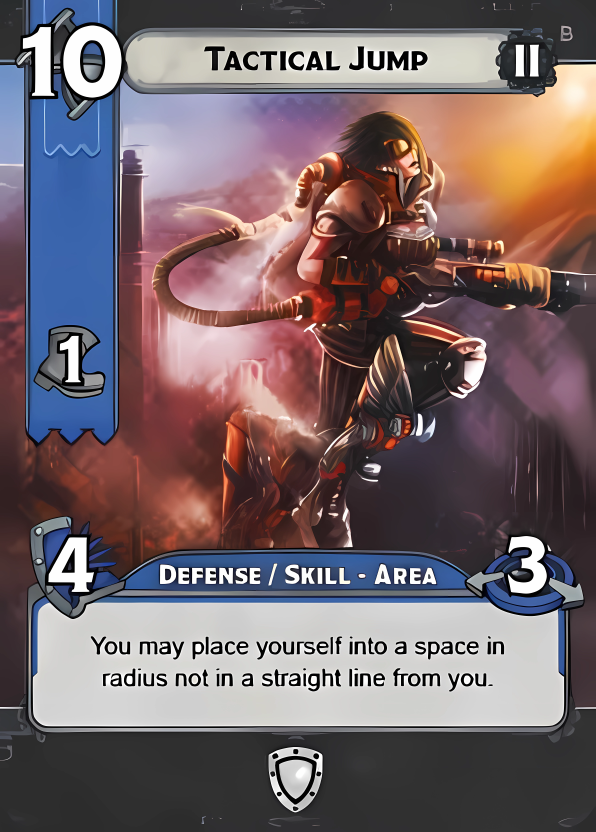 10
TACTICAL JUMP
II
B
1
4
DEFENSE / SKILL - AREA
3
You may place yourself into a space in
radius not in a straight line from you.